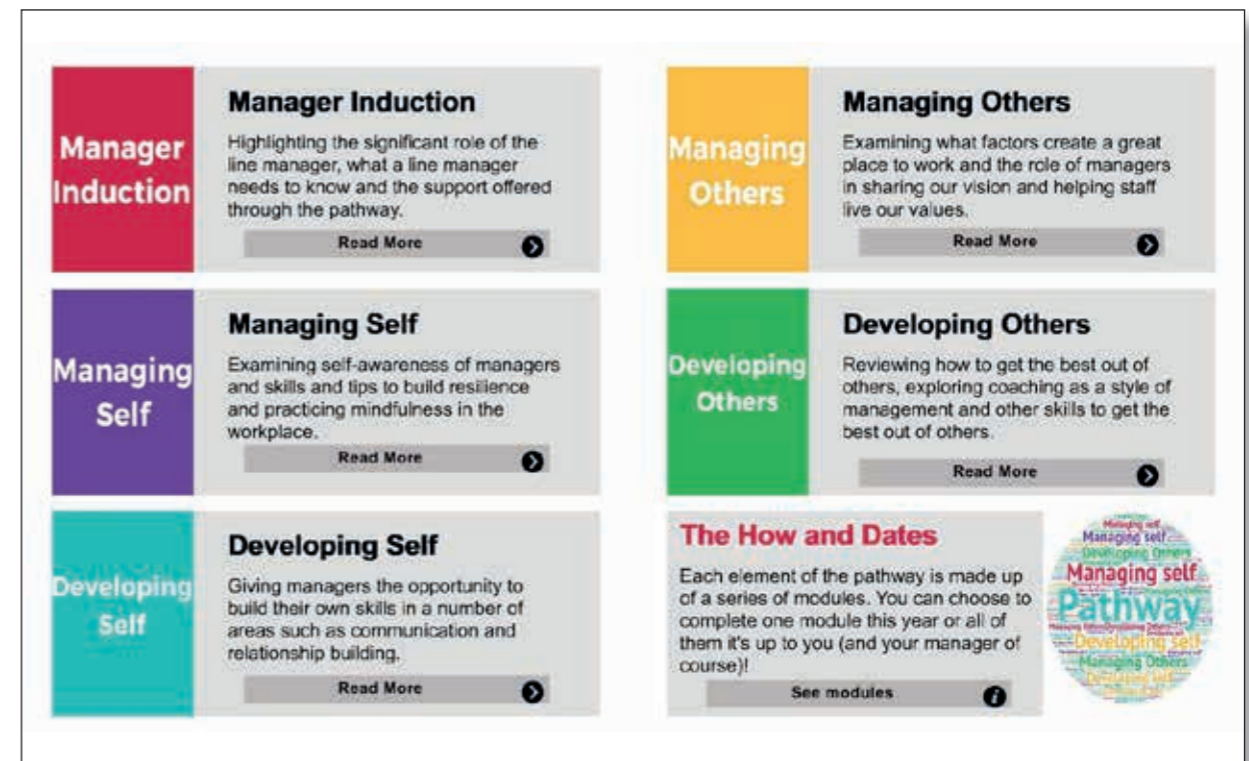 Manager
Induction
Manager Induction
Highlighting the significant role of the
line manager, what a line manager
needs to know and the support offered
through the pathway.
Read More
Managing
Others
Managing Others
Examining what factors create a great
place to work and the role of managers
in sharing our vision and helping staff
live our values.
Read More
Managing
Self
Managing Self
Examining self-awareness of managers
and skills and tips to build resilience
and practicing mindfulness in the
workplace.
Read More
Developing
Others
Developing Others
Reviewing how to get the best out of
others, exploring coaching as a style of
management and other skills to get the
best out of others.
Read More
Developing
Self
Developing Self
Giving managers the opportunity to
build their own skills in a number of
areas such as communication and
relationship building.
Read More
The How and Dates
Each element of the pathway is made up
of a series of modules. You can choose to
complete one module this year or all of
them it's up to you (and your manager of
course)!
See modules
Managing self
Managing self
Developing Others
Managing self
Pathway
Developing self
Managing Others
Developing self